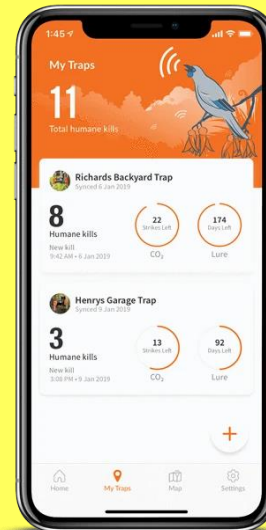 1:45
My Traps
11
Total humane kills
Richards Backyard Trap
Synced 6 Jan 2019
8
Humane kills
New kill
9:42 AM • 6 Jan 2019
22
Strikes Left
CO₂
174
Days Left
Lure
Henrys Garage Trap
Synced 9 Jan 2019
3
Humane kills
New kill
3:08 PM • 9 Jan 2019
13
Strikes Left
CO₂
92
Days Left
Lure
+
Home
My Traps
Map
Settings